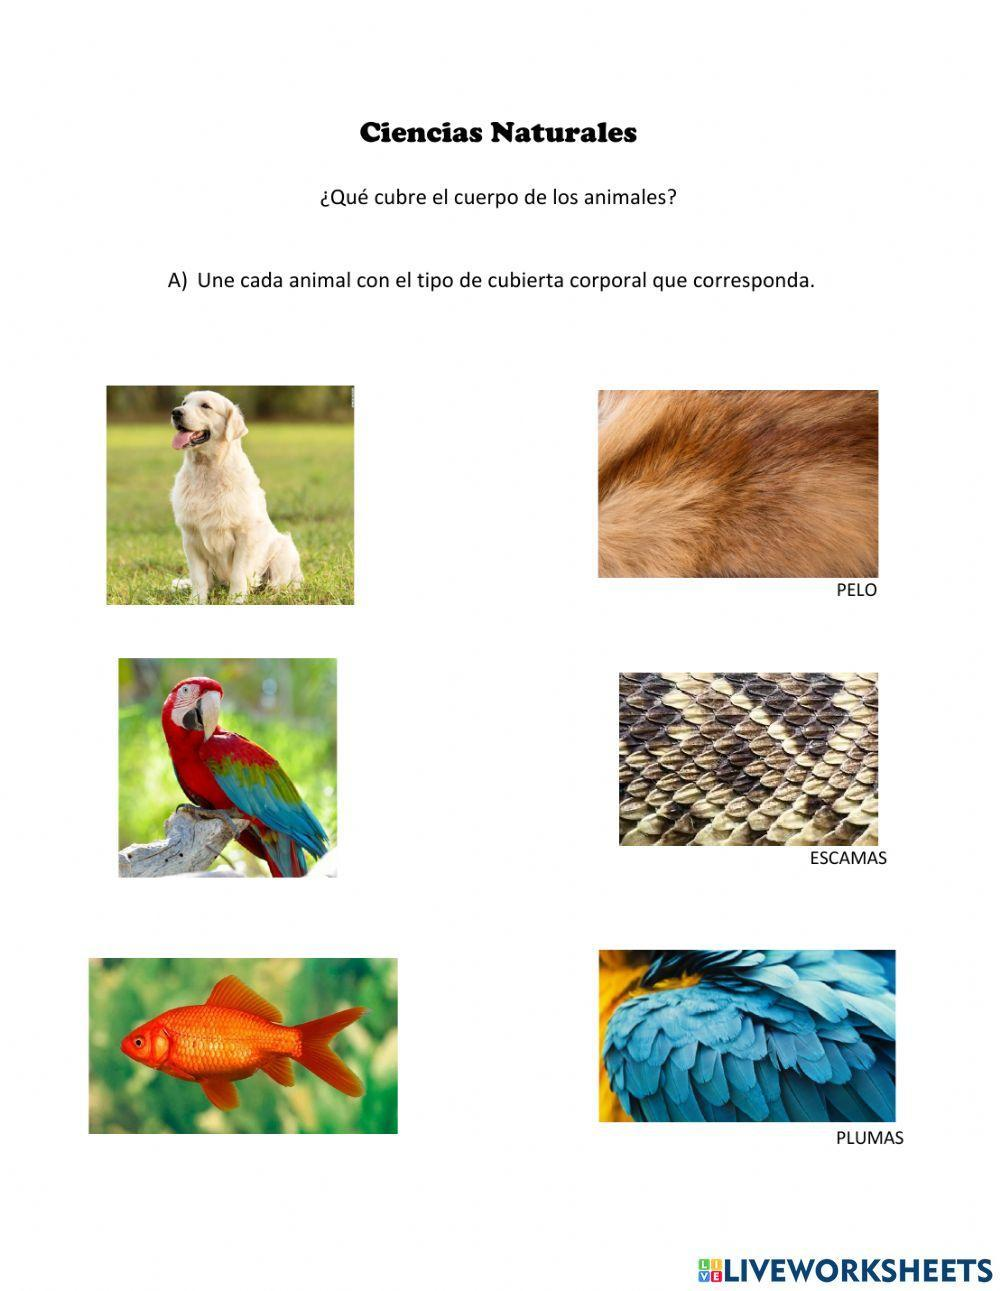 Ciencias Naturales
¿Qué cubre el cuerpo de los animales?
A) Une cada animal con el tipo de cubierta corporal que corresponda.
PELO
ESCAMAS
PLUMAS
LIVE LIVEWORKSHEETS